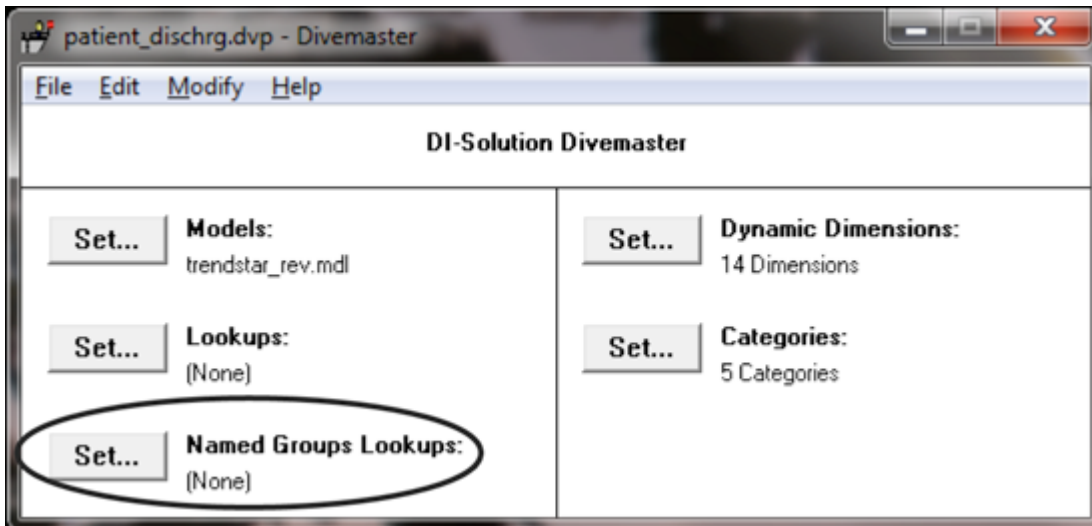 patient_dischrg.dvp - Divemaster
File Edit Modify Help
DI-Solution Divemaster
Set... Models:
trendstar_rev.mdl
Set... Lookups:
(None)
Set... Named Groups Lookups:
(None)
Set... Dynamic Dimensions:
14 Dimensions
Set... Categories:
5 Categories